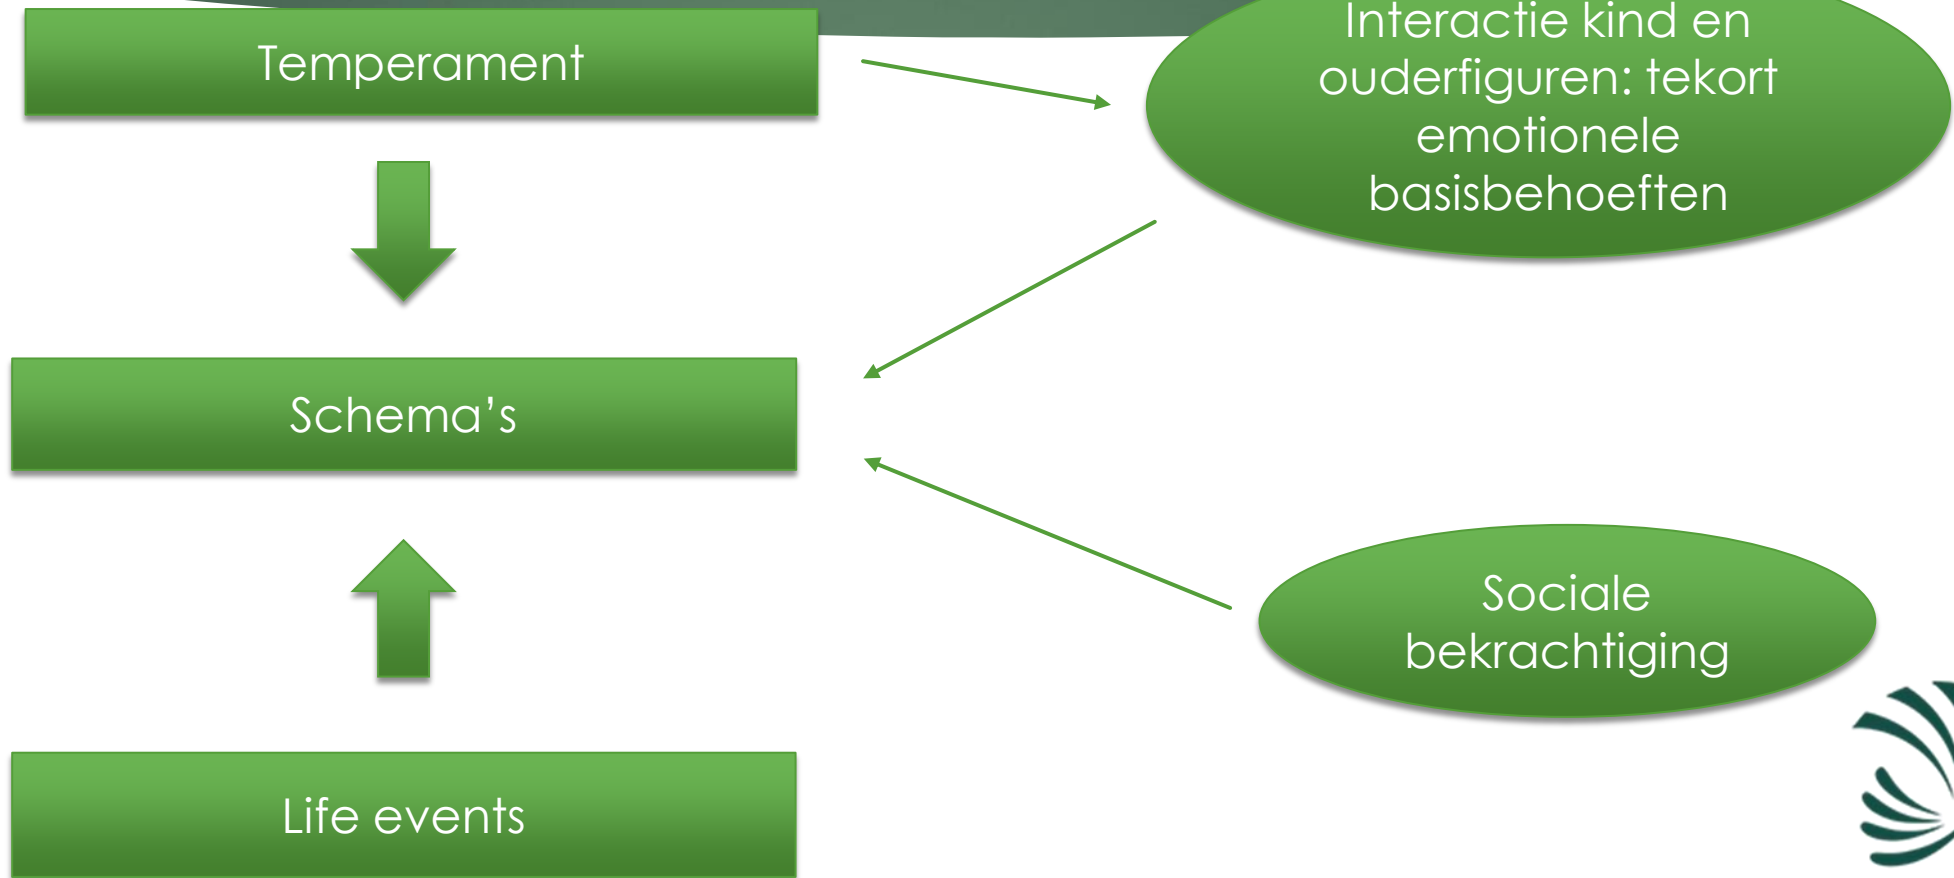 Temperament
Interactie kind en
ouderfiguren: tekort
emotionele
basisbehoeften
Schema’s
Sociale
bekrachtiging
Life events